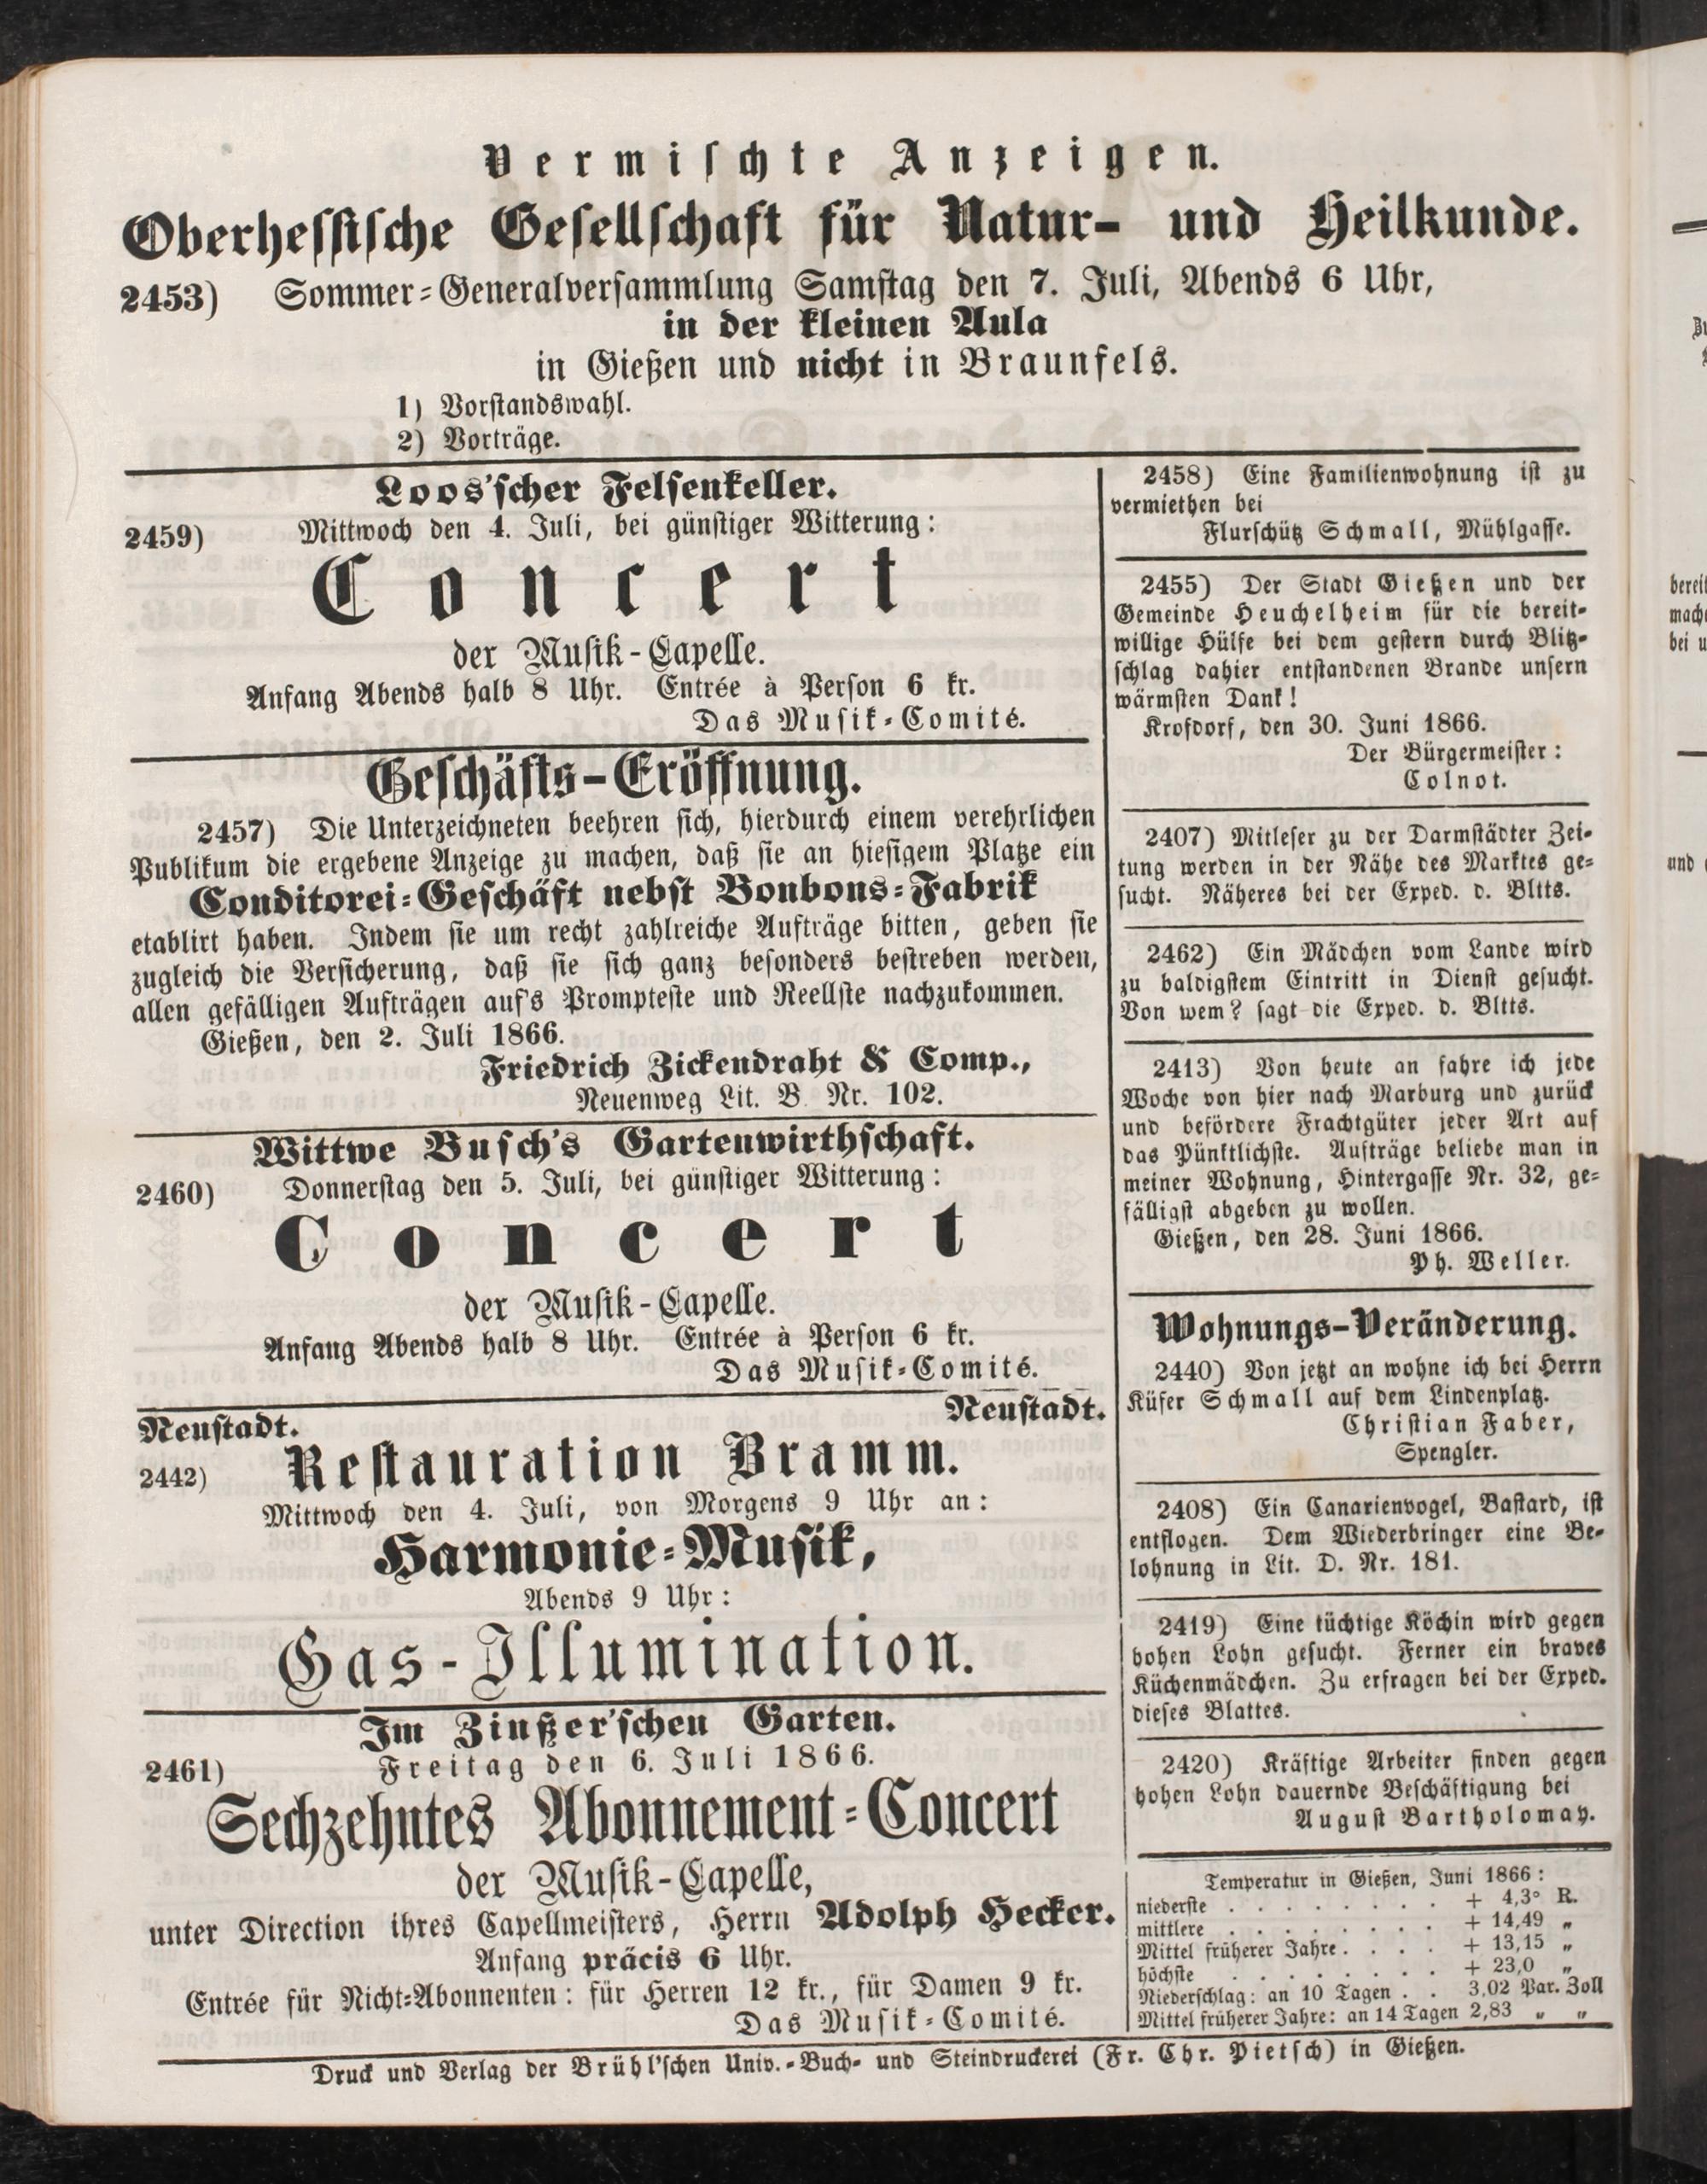 Vermischte Anzeigen.
Oberhessische Gesellschaft für Natur- und Heilkunde.
2453) Sommer-Generalversammlung Samstag den 7. Juli, Abends 6 Uhr,
in der kleinen Aula
in Gießen und nicht in Braunfels.
1) Vorstandswahl.
2) Vorträge.
Loos'scher Felsenkeller.
2459) Mittwoch den 4. Juli, bei günstiger Witterung:
Concert
der Musik-Capelle.
Anfang Abends halb 8 Uhr. Entrée à Person 6 kr.
Das Musik-Comité.
Geschäfts-Eröffnung.
2457) Die Unterzeichneten beehren sich, hierdurch einem verehrlichen
Publikum die ergebene Anzeige zu machen, daß sie an hiesigem Platze ein
Conditorei-Geschäft nebst Bonbons-Fabrik
etablirt haben. Indem sie um recht zahlreiche Aufträge bitten, geben sie
zugleich die Versicherung, daß sie sich ganz besonders bestreben werden,
allen gefälligen Aufträgen auf's Prompteste und Reellste nachzukommen.
Gießen, den 2. Juli 1866.
Friedrich Zickendraht & Comp.,
Neuenweg Lit. B. Nr. 102.
Wittwe Busch's Gartenwirthschaft.
2460) Donnerstag den 5. Juli, bei günstiger Witterung:
Concert
der Musik-Capelle.
Anfang Abends halb 8 Uhr. Entrée à Person 6 kr.
Das Musik-Comité.
Neustadt. Neustadt.
2442) Restauration Bramm.
Mittwoch den 4. Juli, von Morgens 9 Uhr an:
Harmonie-Musik,
Abends 9 Uhr:
Gas-Illumination.
Im Zinßer'schen Garten.
2461) Freitag den 6. Juli 1866.
Sechzehntes Abonnement-Concert
der Musik-Capelle,
unter Direction ihres Capellmeisters, Herrn Adolph Hecker.
Anfang präcis 6 Uhr.
Entrée für Nicht-Abonnenten: für Herren 12 kr., für Damen 9 kr.
Das Musik-Comité.
2458) Eine Familienwohnung ist zu
vermiethen bei
Flurschütz Schmall, Mühlgasse.
2455) Der Stadt Gießen und der
Gemeinde Heuchelheim für die bereit-
willige Hülfe bei dem gestern durch Blitz-
schlag dahier entstandenen Brande unsern
wärmsten Dank!
Krofdorf, den 30. Juni 1866.
Der Bürgermeister:
Colnot.
2407) Mitleser zu der Darmstädter Zei-
tung werden in der Nähe des Marktes ge-
sucht. Näheres bei der Exped. d. Bltts.
2462) Ein Mädchen vom Lande wird
zu baldigstem Eintritt in Dienst gesucht.
Von wem? sagt die Exped. d. Bltts.
2413) Von heute an fahre ich jede
Woche von hier nach Marburg und zurück
und befördere Frachtgüter jeder Art auf
das Pünktlichste. Aufträge beliebe man in
meiner Wohnung, Hintergasse Nr. 32, ge-
fälligst abgeben zu wollen.
Gießen, den 28. Juni 1866.
Ph. Weller.
Wohnungs-Veränderung.
2440) Von jetzt an wohne ich bei Herrn
Küfer Schmall auf dem Lindenplatz.
Christian Faber,
Spengler.
2408) Ein Canarienvogel, Bastard, ist
entflogen. Dem Wiederbringer eine Be-
lohnung in Lit. D. Nr. 181.
2419) Eine tüchtige Köchin wird gegen
hohen Lohn gesucht. Ferner ein braves
Küchenmädchen. Zu erfragen bei der Exped.
dieses Blattes.
2420) Kräftige Arbeiter finden gegen
hohen Lohn dauernde Beschäftigung bei
August Bartholomay.
Temperatur in Gießen, Juni 1866:
niederste . . . . . . . . + 4,3° R.
mittlere . . . . . . . . + 14,49 „
Mittel früherer Jahre. . . . + 13,15 „
höchste . . . . . . . . + 23,0 „
Niederschlag: an 10 Tagen . . 3,02 Par. Zoll
Mittel früherer Jahre: an 14 Tagen 2,83 „ „
Druck und Verlag der Brühl'schen Univ.-Buch- und Steindruckerei (Fr. Chr. Pietsch) in Gießen.
bei u
und